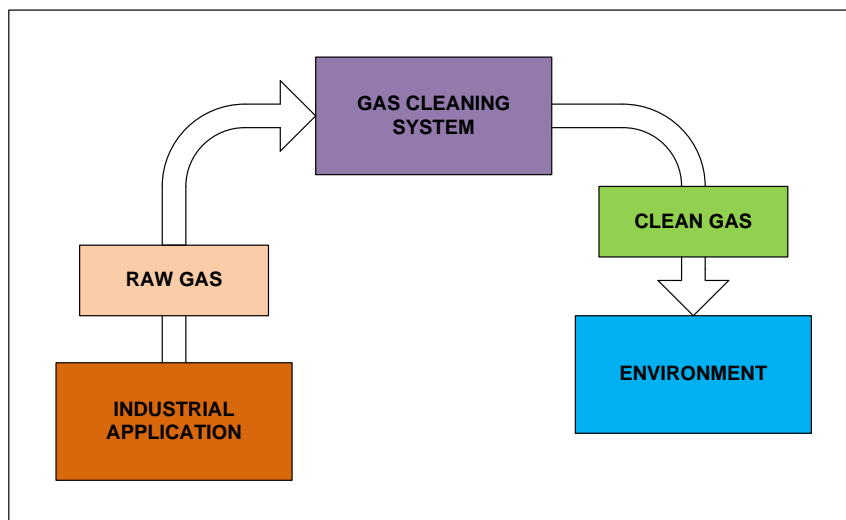 GAS CLEANING
SYSTEM
CLEAN GAS
RAW GAS
ENVIRONMENT
INDUSTRIAL
APPLICATION